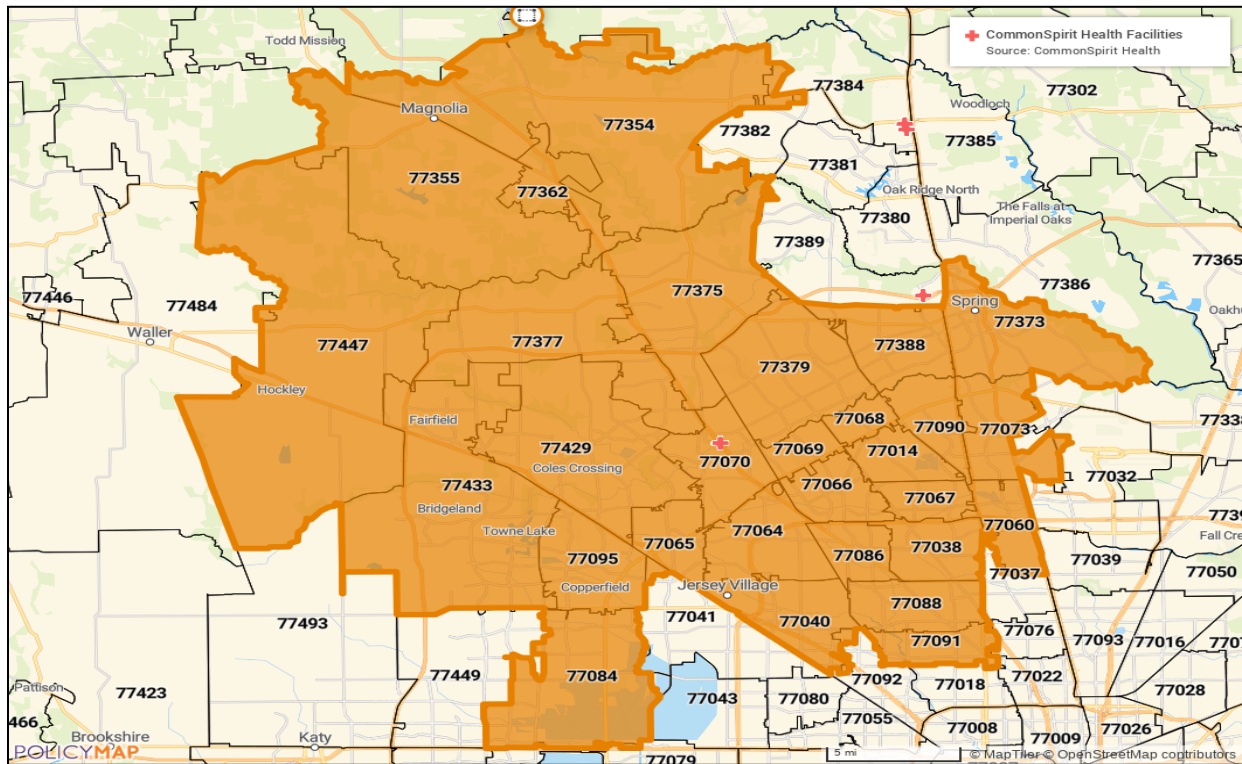 CommonSpirit Health Facilities
Source: CommonSpirit Health
Todd Mission
77384
77302
Woodloch
Magnolia
77354
77382
77385
77381
77355
77362
Oak Ridge North
77380
The Falls at
Imperial Oaks
77389
77365
77446
77484
77375
77386
Spring
Waller
77373
77447
77377
77388
77379
Hockley
Fairfield
77068
77090
77073
77338
77429
77069
77014
Coles Crossing
77070
77032
77433
77066
77067
Bridgeland
Towne Lake
77064
77060
77065
77038
77095
77086
77039
Copperfield
Jersey Village
77037
77050
77088
77493
77041
77040
77076
77093
77016
77091
77449
77084
77092
77018
77022
77028
Pattison
77423
77043
77080
77055
77008
77026
466
Brookshire
Katy
77009
77079
5 mi
POLICYMAP
© MapTiler © OpenStreetMap contributors